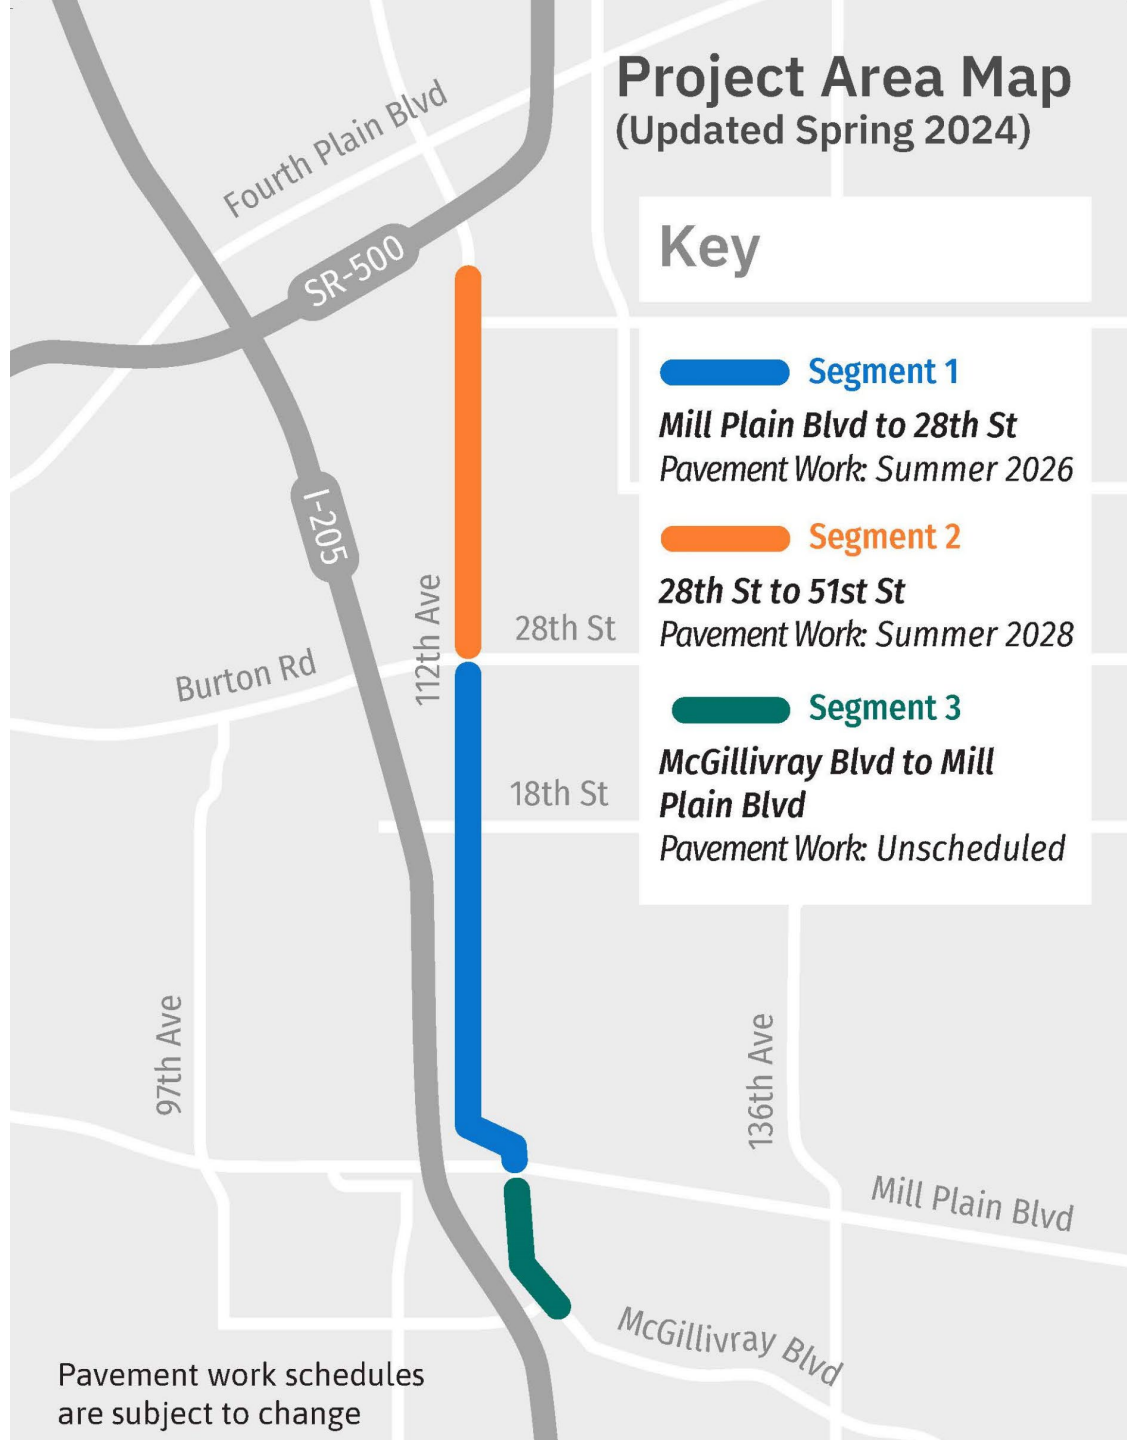 Project Area Map
(Updated Spring 2024)
Key
Segment 1
Mill Plain Blvd to 28th St
Pavement Work: Summer 2026
Segment 2
28th St to 51st St
Pavement Work: Summer 2028
Segment 3
McGillivray Blvd to Mill
Plain Blvd
Pavement Work: Unscheduled
Fourth Plain Blvd
SR-500
I-205
112th Ave
28th St
Burton Rd
18th St
97th Ave
136th Ave
Mill Plain Blvd
McGillivray Blvd
Pavement work schedules
are subject to change